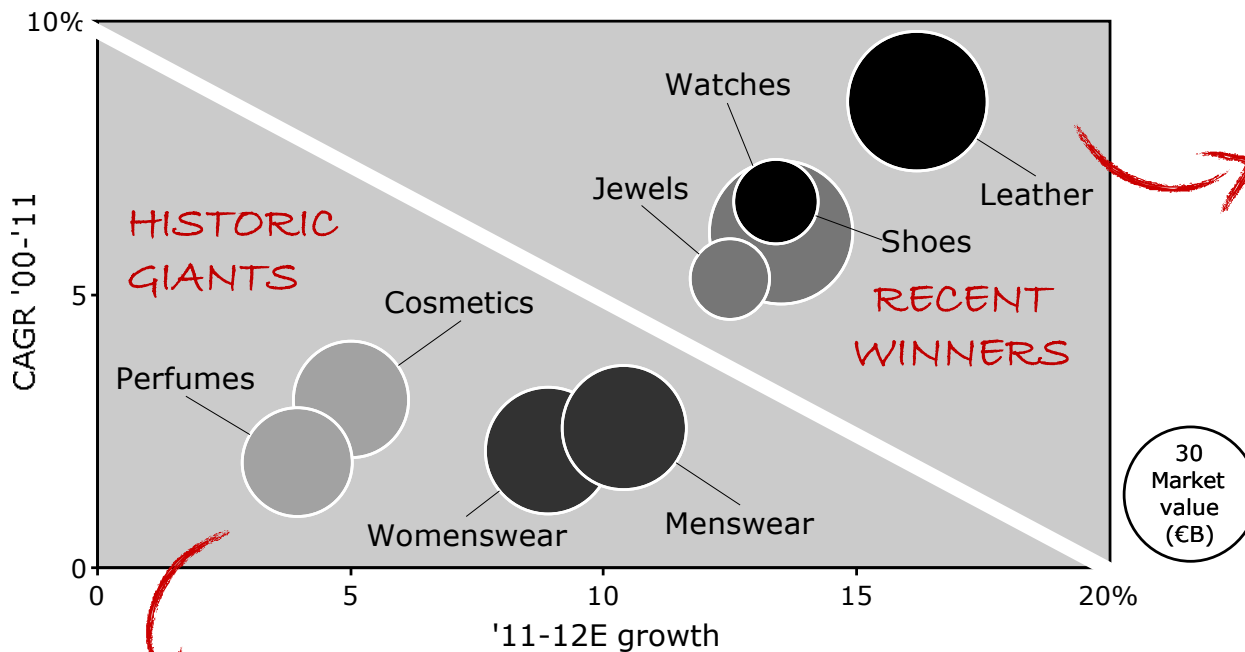 10%
Watches
Leather
Jewels
Shoes
HISTORIC
GIANTS
RECENT
WINNERS
CAGR '00-'11
5
Cosmetics
Perfumes
Womenswear
Menswear
30
Market
value
(€B)
0
0
5
10
15
20%
'11-12E growth